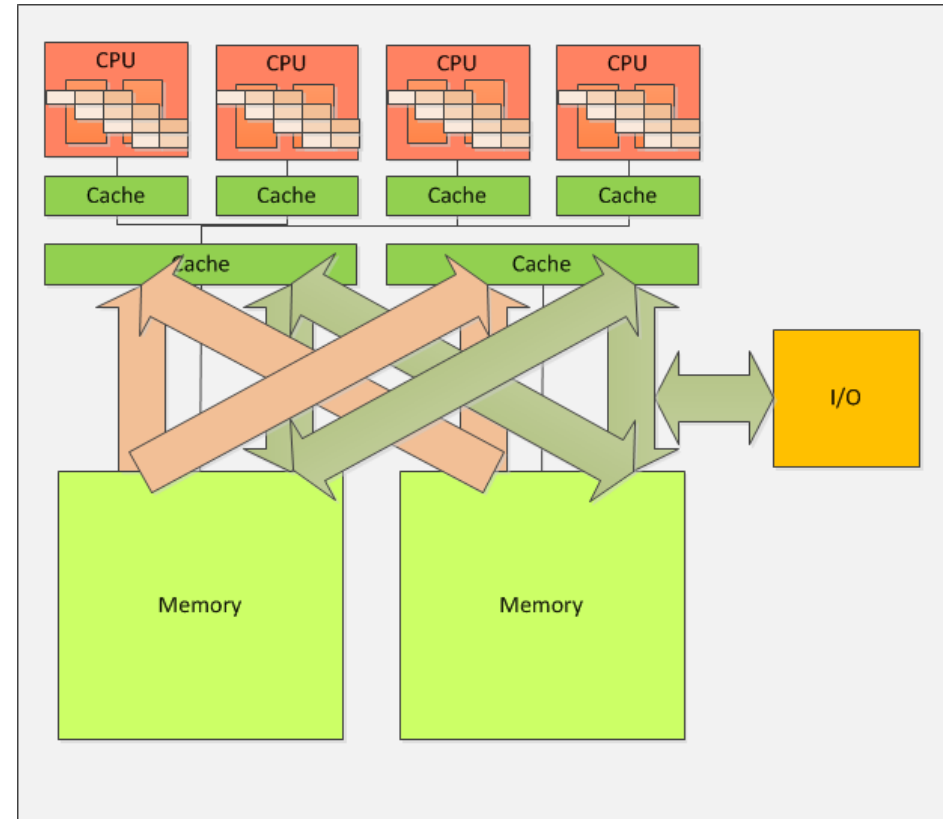 CPU
CPU
CPU
CPU
Cache
Cache
Cache
Cache
Cache
Cache
I/O
Memory
Memory